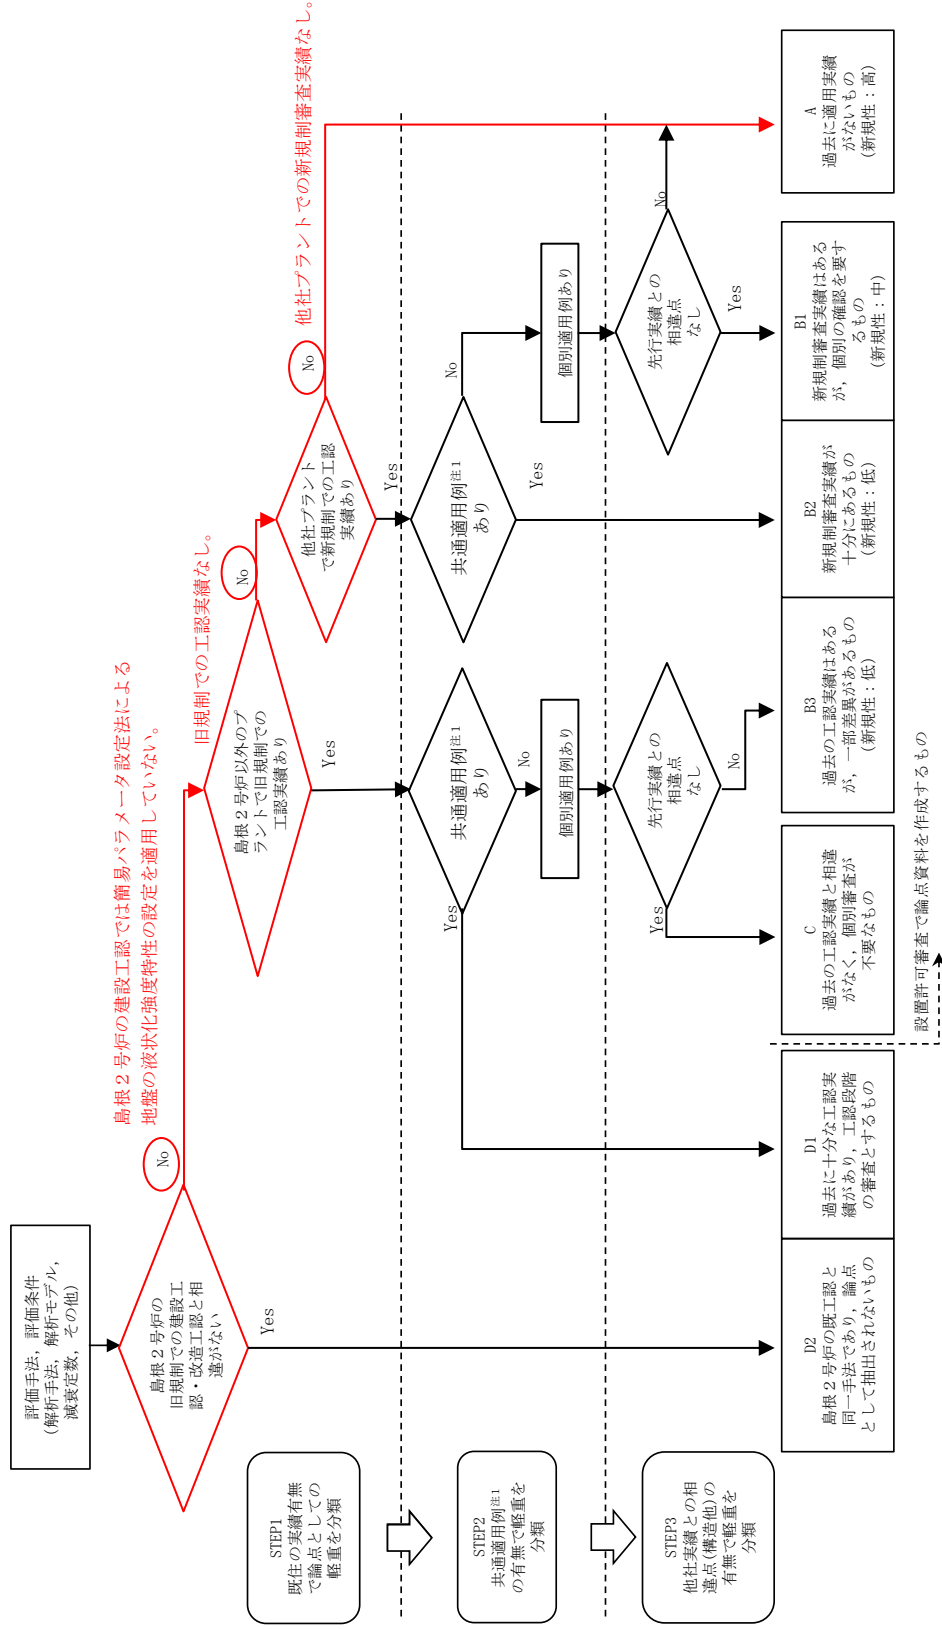 評価手法，評価条件
(解析手法，解析モデル，
減衰定数，その他)
島根２号炉の
旧規制での建設工
認・改造工認と相
違がない
No
Yes
島根２号炉の建設工認では簡易パラメータ設定法による
地盤の液状化強度特性の設定を適用していない。
島根２号炉以外のプ
ラントで旧規制での
工認実績あり
No
Yes
旧規制での工認実績なし。
他社プラント
で新規制での工認
実績あり
No
Yes
他社プラントでの新規制審査実績なし。
STEP1
既往の実績有無
で論点としての
軽重を分類
STEP2
共通適用例注1
の有無で軽重を
分類
STEP3
他社実績との相
違点(構造他)の
有無で軽重を
分類
共通適用例注1
あり
Yes
No
個別適用例あり
先行実績との
相違点
なし
Yes
No
共通適用例注1
あり
Yes
No
個別適用例あり
先行実績との
相違点
なし
Yes
No
D2
島根２号炉の既工認と
同一手法であり，論点
として抽出されないもの
D1
過去に十分な工認実
績があり，工認段階
の審査とするもの
C
過去の工認実績と相違
がなく，個別審査が
不要なもの
B3
過去の工認実績はある
が，一部差異があるもの
(新規性：低)
B2
新規制審査実績が
十分にあるもの
(新規性：低)
B1
新規制審査実績はある
が，個別の確認を要す
るもの
(新規性：中)
A
過去に適用実績
がないもの
(新規性：高)
設置許可審査で論点資料を作成するもの